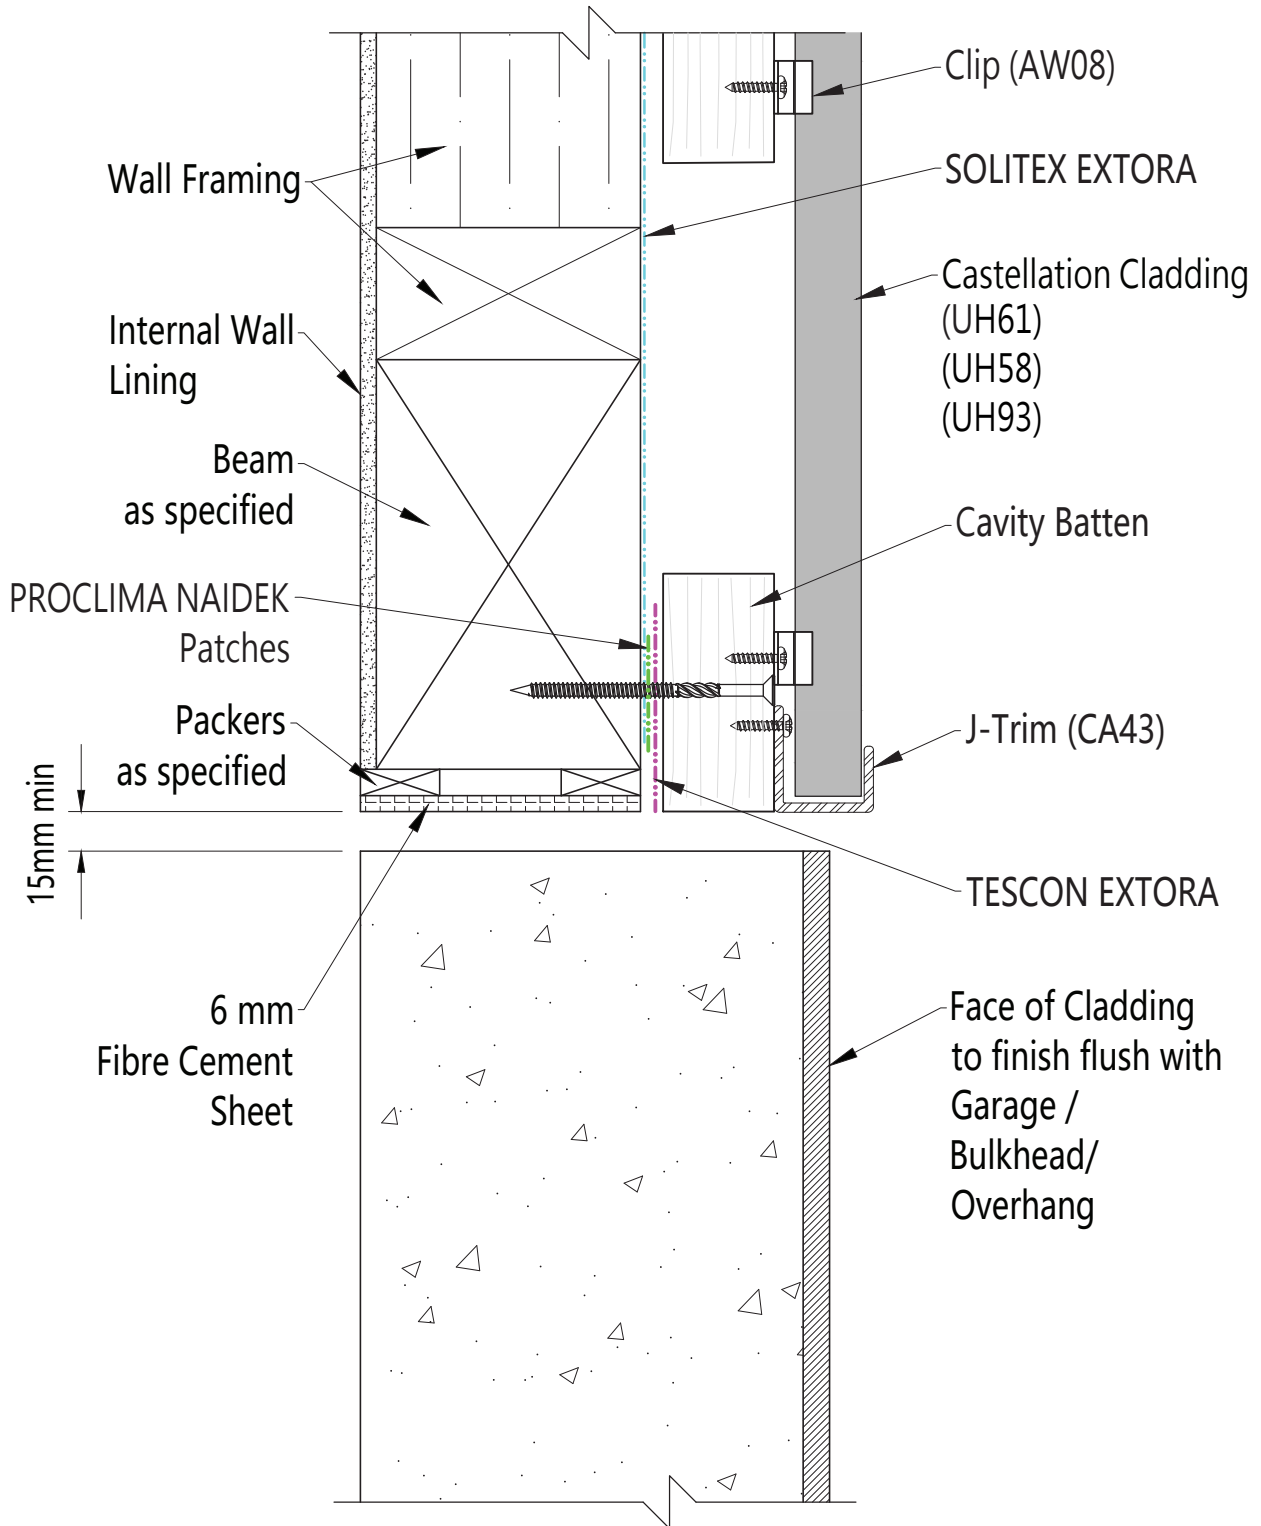 Clip (AW08)
Wall Framing
SOLITEX EXTORA
Castellation Cladding
(UH61)
(UH58)
(UH93)
Internal Wall
Lining
Beam
as specified
Cavity Batten
PROCLIMA NAIDEK
Patches
Packers
as specified
J-Trim (CA43)
15mm min
TESCON EXTORA
6 mm
Fibre Cement
Sheet
Face of Cladding
to finish flush with
Garage /
Bulkhead/
Overhang